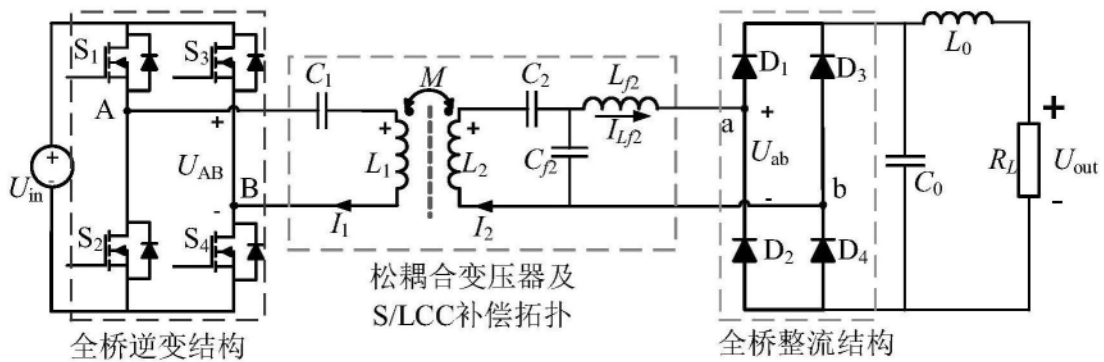 S1
S3
A
+
Uin
-
UAB
B
S2
S4
-
全桥逆变结构
C1
M
+
L1
I1
+
L2
C2
Cf2
Lf2
ILf2
I2
松耦合变压器及
S/LCC补偿拓扑
D1
D3
a
+
Uab
-
b
D2
D4
全桥整流结构
L0
C0
RL
+
Uout
-